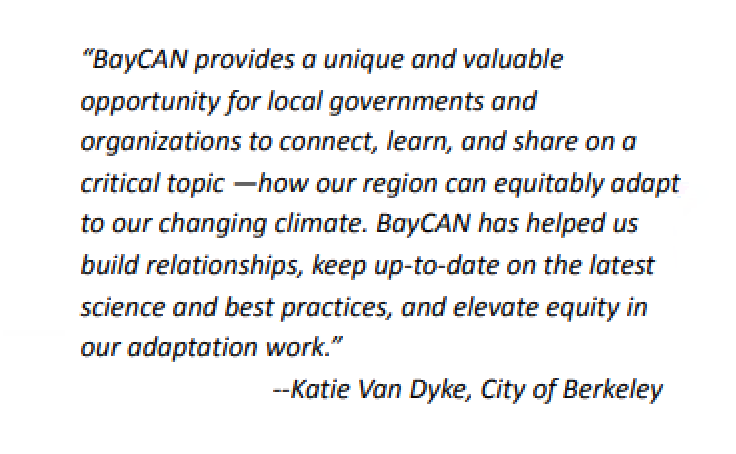 “BayCAN provides a unique and valuable
opportunity for local governments and
organizations to connect, learn, and share on a
critical topic —how our region can equitably adapt
to our changing climate. BayCAN has helped us
build relationships, keep up-to-date on the latest
science and best practices, and elevate equity in
our adaptation work.”
--Katie Van Dyke, City of Berkeley